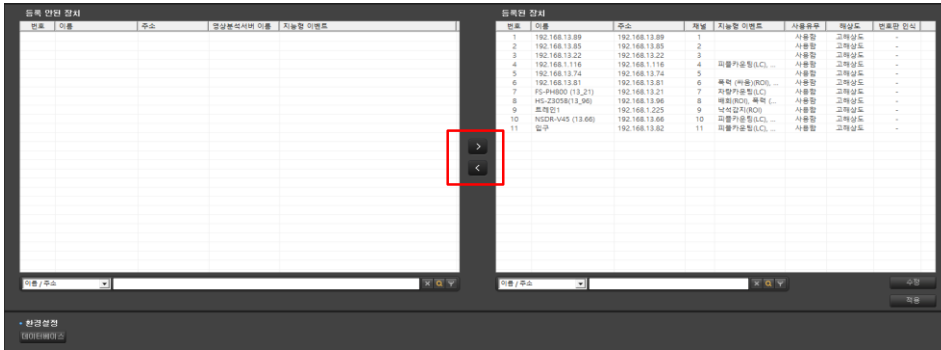 등록 안된 장치
번호 이름 주소 영상분석서버 이름 지능형 이벤트
등록된 장치
번호 이름 주소 채널 지능형 이벤트 사용유무 해상도 번호판 인식
1 192.168.13.89 192.168.13.89 1 사용함 고해상도 -
2 192.168.13.85 192.168.13.85 2 사용함 고해상도 -
3 192.168.13.22 192.168.13.22 3 사용함 고해상도 -
4 192.168.1.116 192.168.1.116 4 피플카운팅(LC), ... 사용함 고해상도 -
5 192.168.13.74 192.168.13.74 5 사용함 고해상도 -
6 192.168.13.81 192.168.13.81 6 폭력 (싸움)(ROI), ... 사용함 고해상도 -
7 FS-PH800 (13_21) 192.168.13.21 7 차량카운팅(LC) 사용함 고해상도 -
8 HS-Z3058(13_96) 192.168.13.96 8 배회(ROI), 폭력 (... 사용함 고해상도 -
9 트레인1 192.168.1.225 9 낙석감지(ROI) 사용함 고해상도 -
10 NSDR-V45 (13.66) 192.168.13.66 10 피플카운팅(LC), ... 사용함 고해상도 -
11 입구 192.168.13.82 11 피플카운팅(LC), ... 사용함 고해상도 -
>
<
이름 / 주소
이름 / 주소
수정
적용
환경설정
데이터베이스